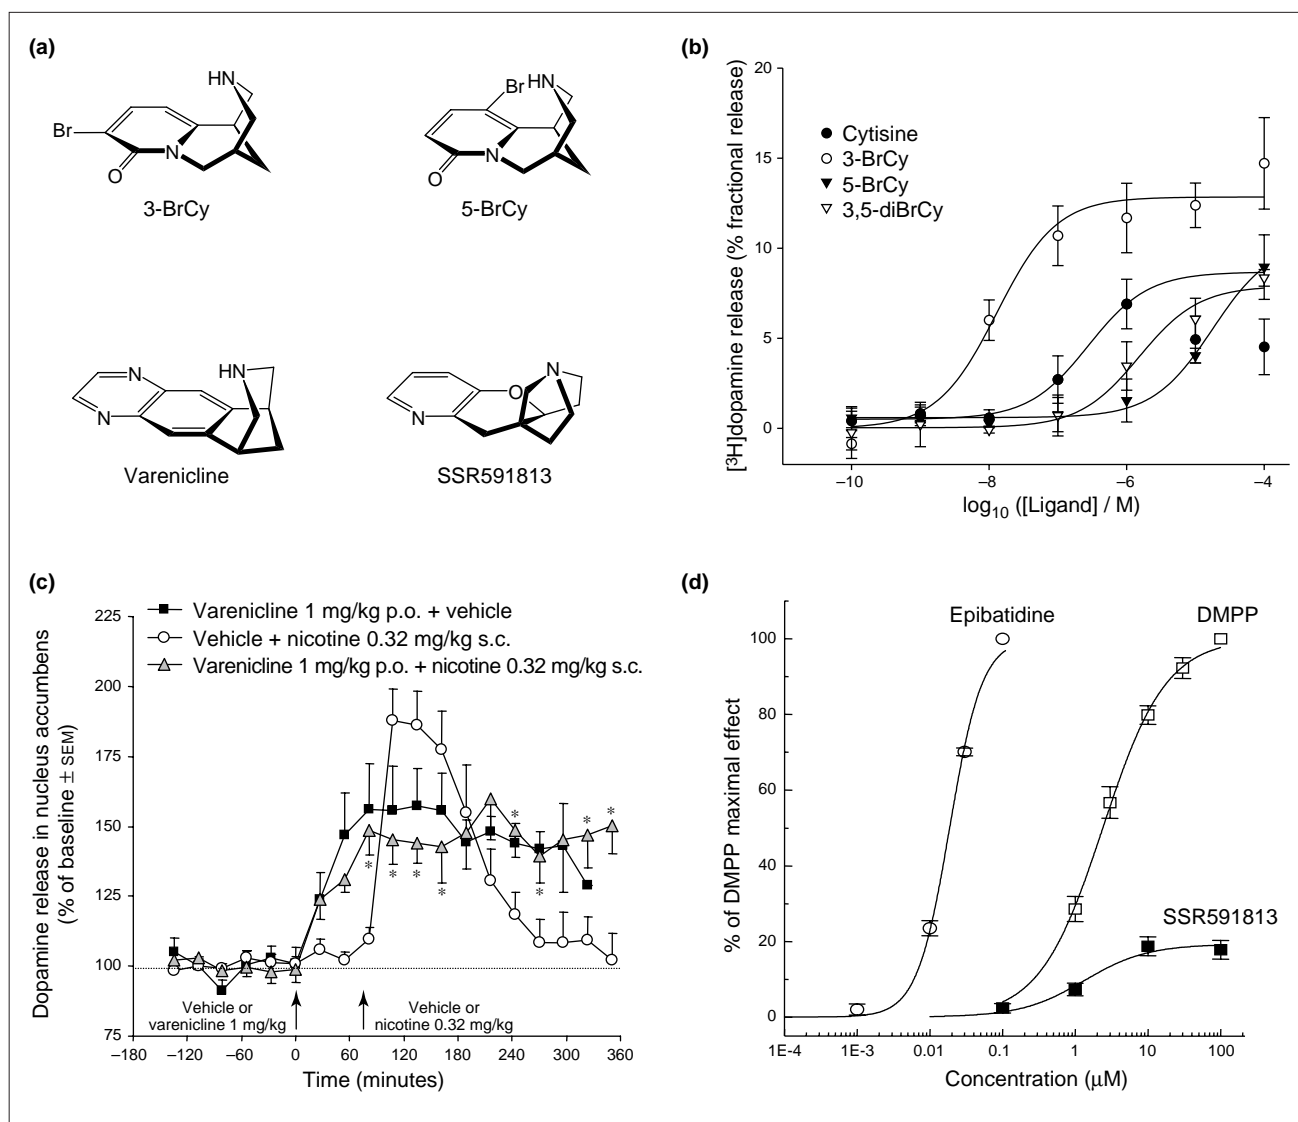 (a)
HN
Br
N
O
3-BrCy
Br
HN
N
O
5-BrCy
N
N
HN
Varenicline
N
O
N
SSR591813
(b)
[³H]dopamine release (% fractional release)
20
15
10
5
0
Cytisine
3-BrCy
5-BrCy
3,5-diBrCy
–10
–8
–6
–4
log₁₀ ([Ligand] / M)
(c)
Dopamine release in nucleus accumbens
(% of baseline ± SEM)
225
200
175
150
125
100
75
Varenicline 1 mg/kg p.o. + vehicle
Vehicle + nicotine 0.32 mg/kg s.c.
Varenicline 1 mg/kg p.o. + nicotine 0.32 mg/kg s.c.
*
*
*
*
*
*
*
*
Vehicle or
varenicline 1 mg/kg
Vehicle or
nicotine 0.32 mg/kg
–180
–120
–60
0
60
120
180
240
300
360
Time (minutes)
(d)
% of DMPP maximal effect
100
80
60
40
20
0
Epibatidine
DMPP
SSR591813
1E-4
1E-3
0.01
0.1
1
10
100
Concentration (μM)